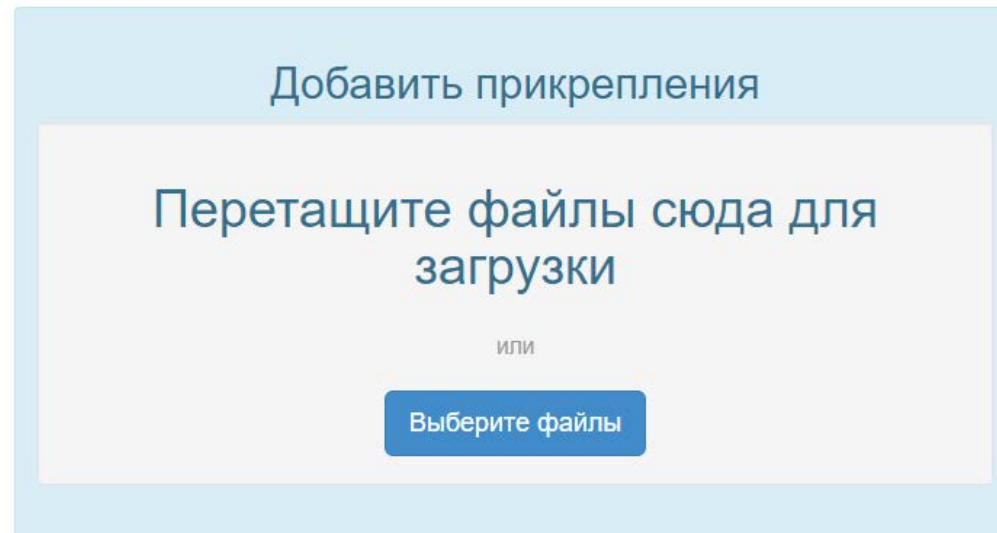 Добавить прикрепления
Перетащите файлы сюда для
загрузки
или
Выберите файлы